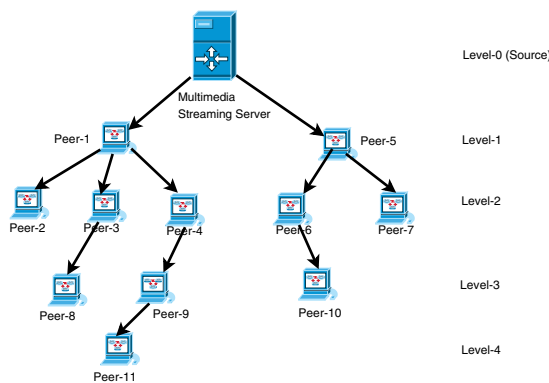 Level-0 (Source)
Multimedia
Streaming Server
Peer-1
Peer-5
Level-1
Peer-2
Peer-3
Peer-4
Peer-6
Peer-7
Level-2
Peer-8
Peer-9
Peer-10
Level-3
Peer-11
Level-4